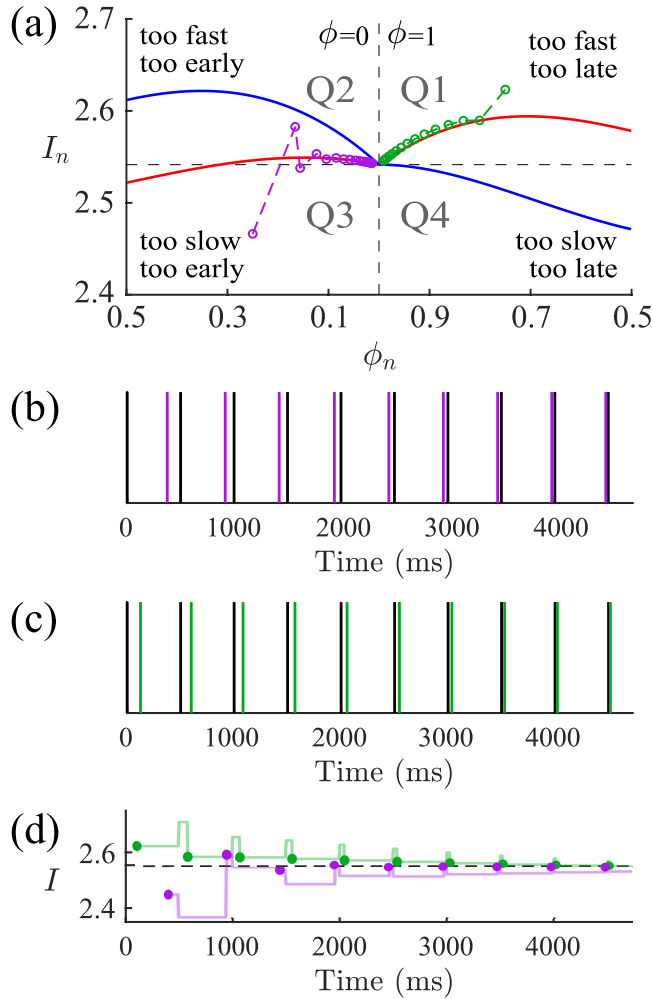 (a)
too fast
too early
ϕ=0
ϕ=1
too fast
too late
Q2
Q1
2.7
2.6
I_n
2.5
2.4
Q3
Q4
too slow
too early
too slow
too late
0.5
0.3
0.1
0.9
0.7
0.5
ϕ_n
(b)
0
1000
2000
3000
4000
Time (ms)
(c)
0
1000
2000
3000
4000
Time (ms)
(d)
2.6
I
2.4
0
1000
2000
3000
4000
Time (ms)